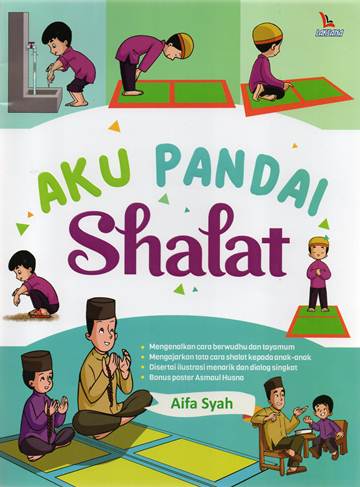 LAKSANA
AKU PANDAI
Shalat
• Mengenalkan cara berwudhu dan tayamum
• Mengajarkan tata cara shalat kepada anak-anak
• Disertai ilustrasi menarik dan dialog singkat
• Bonus poster Asmaul Husna
Aifa Syah